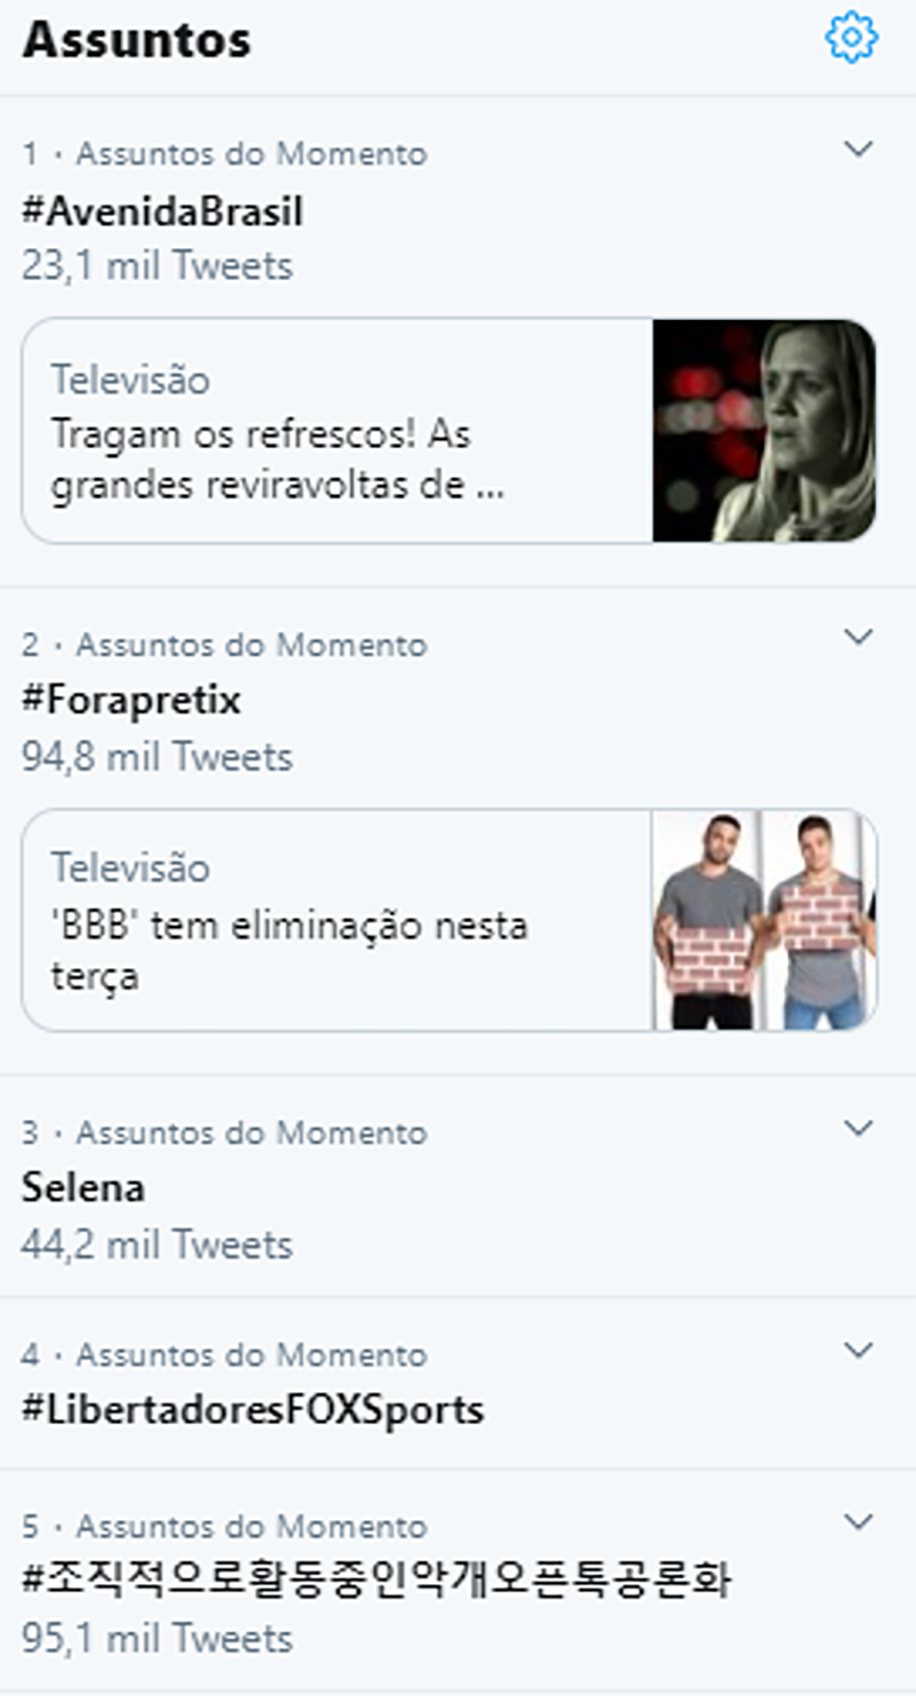 Assuntos
1 · Assuntos do Momento
#AvenidaBrasil
23,1 mil Tweets
Televisão
Tragam os refrescos! As
grandes reviravoltas de ...
2 · Assuntos do Momento
#Forapretix
94,8 mil Tweets
Televisão
'BBB' tem eliminação nesta
terça
3 · Assuntos do Momento
Selena
44,2 mil Tweets
4 · Assuntos do Momento
#LibertadoresFOXSports
5 · Assuntos do Momento
#조직적으로활동중인악개오픈톡공론화
95,1 mil Tweets